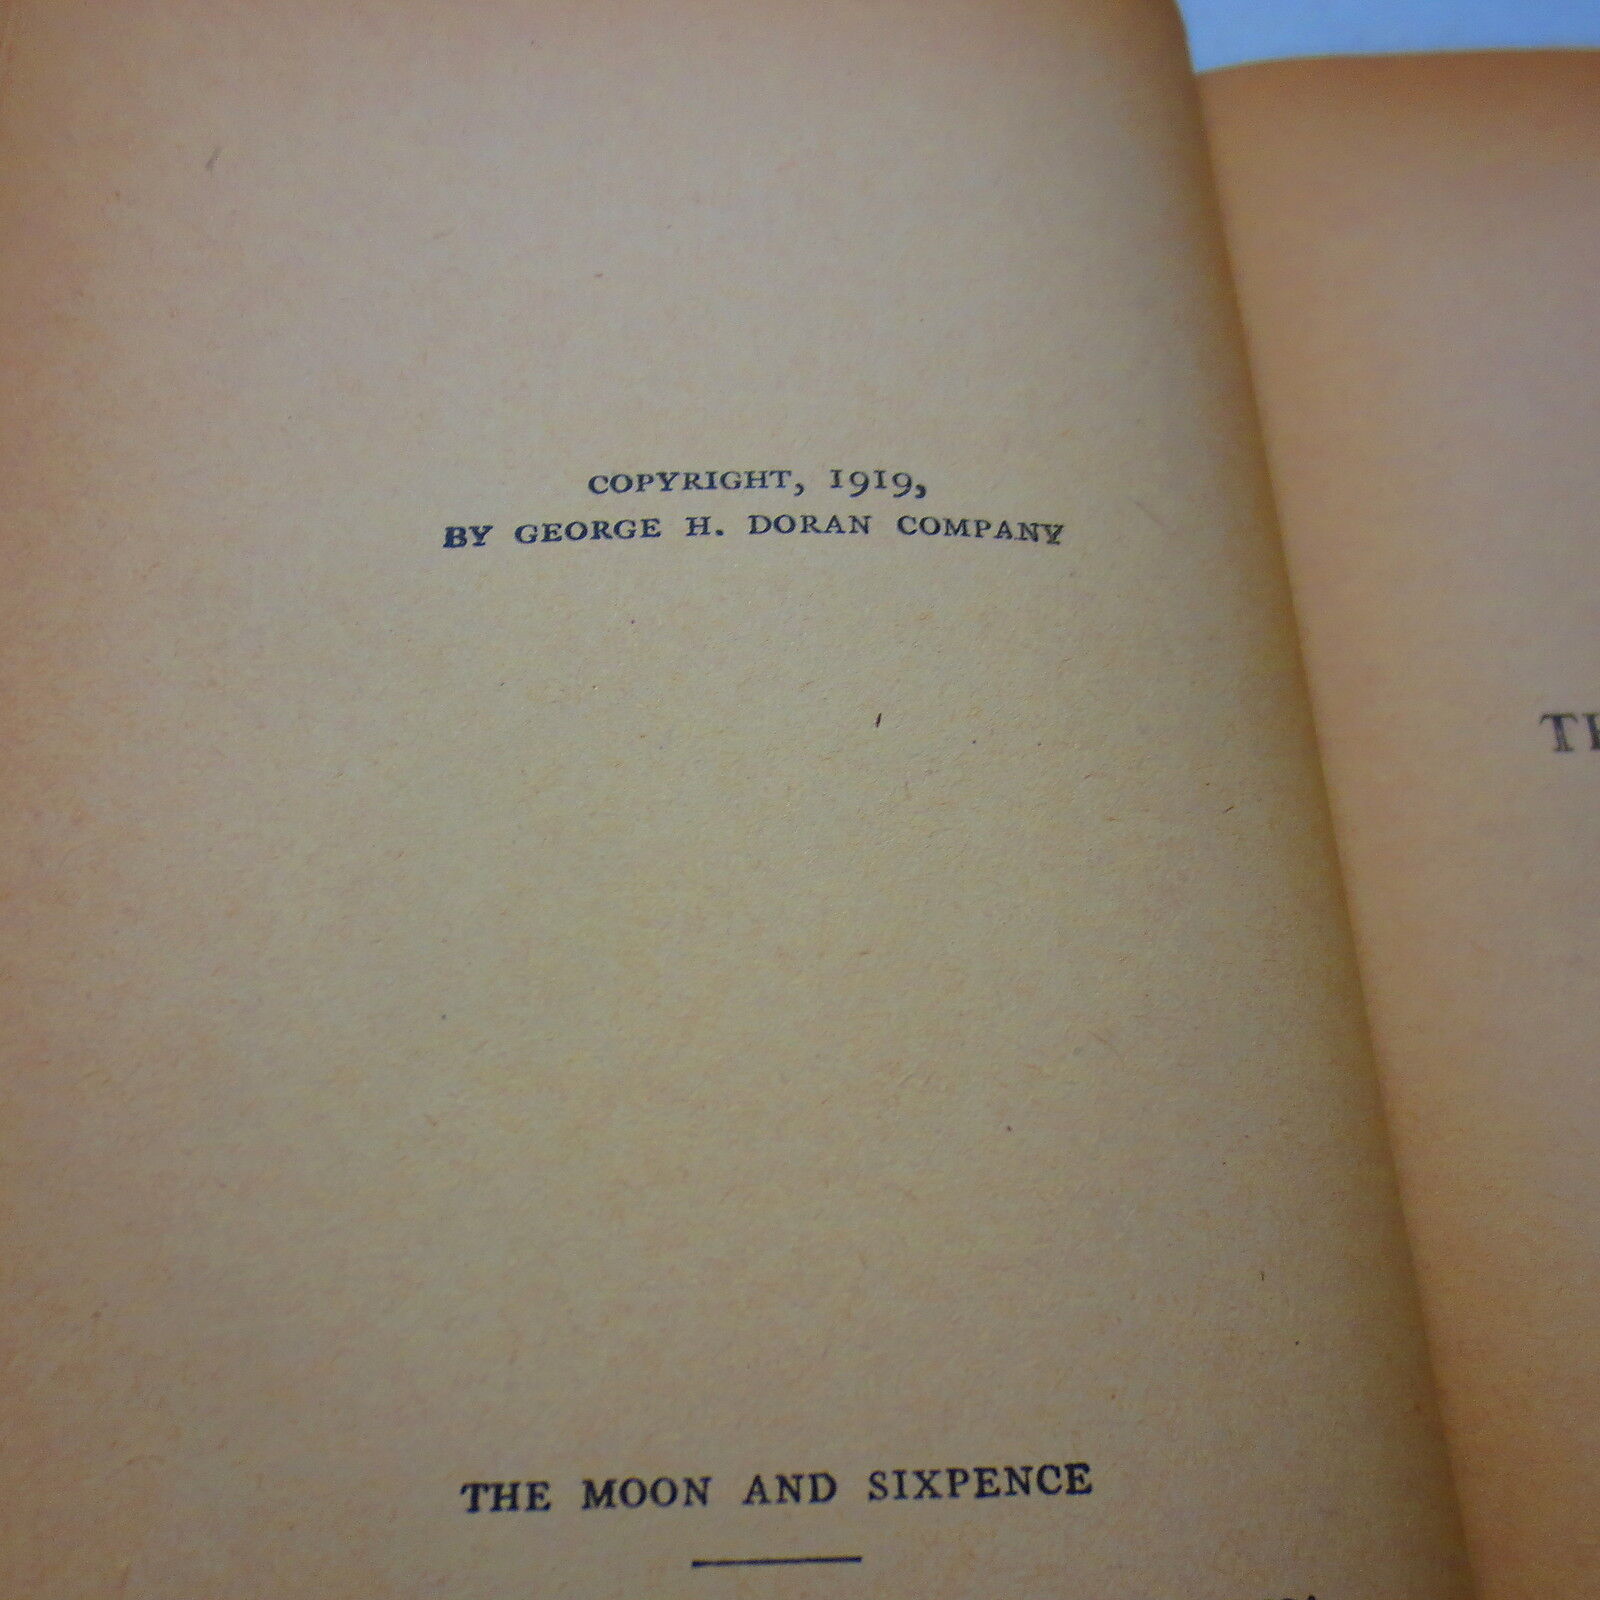 COPYRIGHT, 1919,
BY GEORGE H. DORAN COMPANY
THE MOON AND SIXPENCE